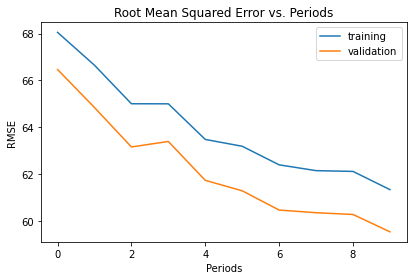 Root Mean Squared Error vs. Periods
training
validation
RMSE
68
66
64
62
60
0 2 4 6 8
Periods